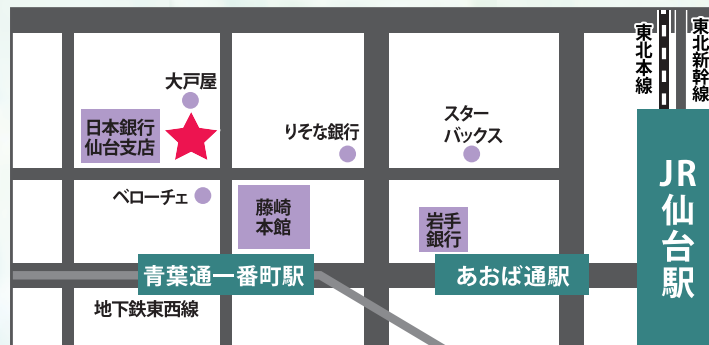 東北本線
東北新幹線
大戸屋
日本銀行
仙台支店
りそな銀行
スター
バックス
JR仙台駅
ベローチェ
藤崎
本館
岩手
銀行
青葉通一番町駅
あおば通駅
地下鉄東西線